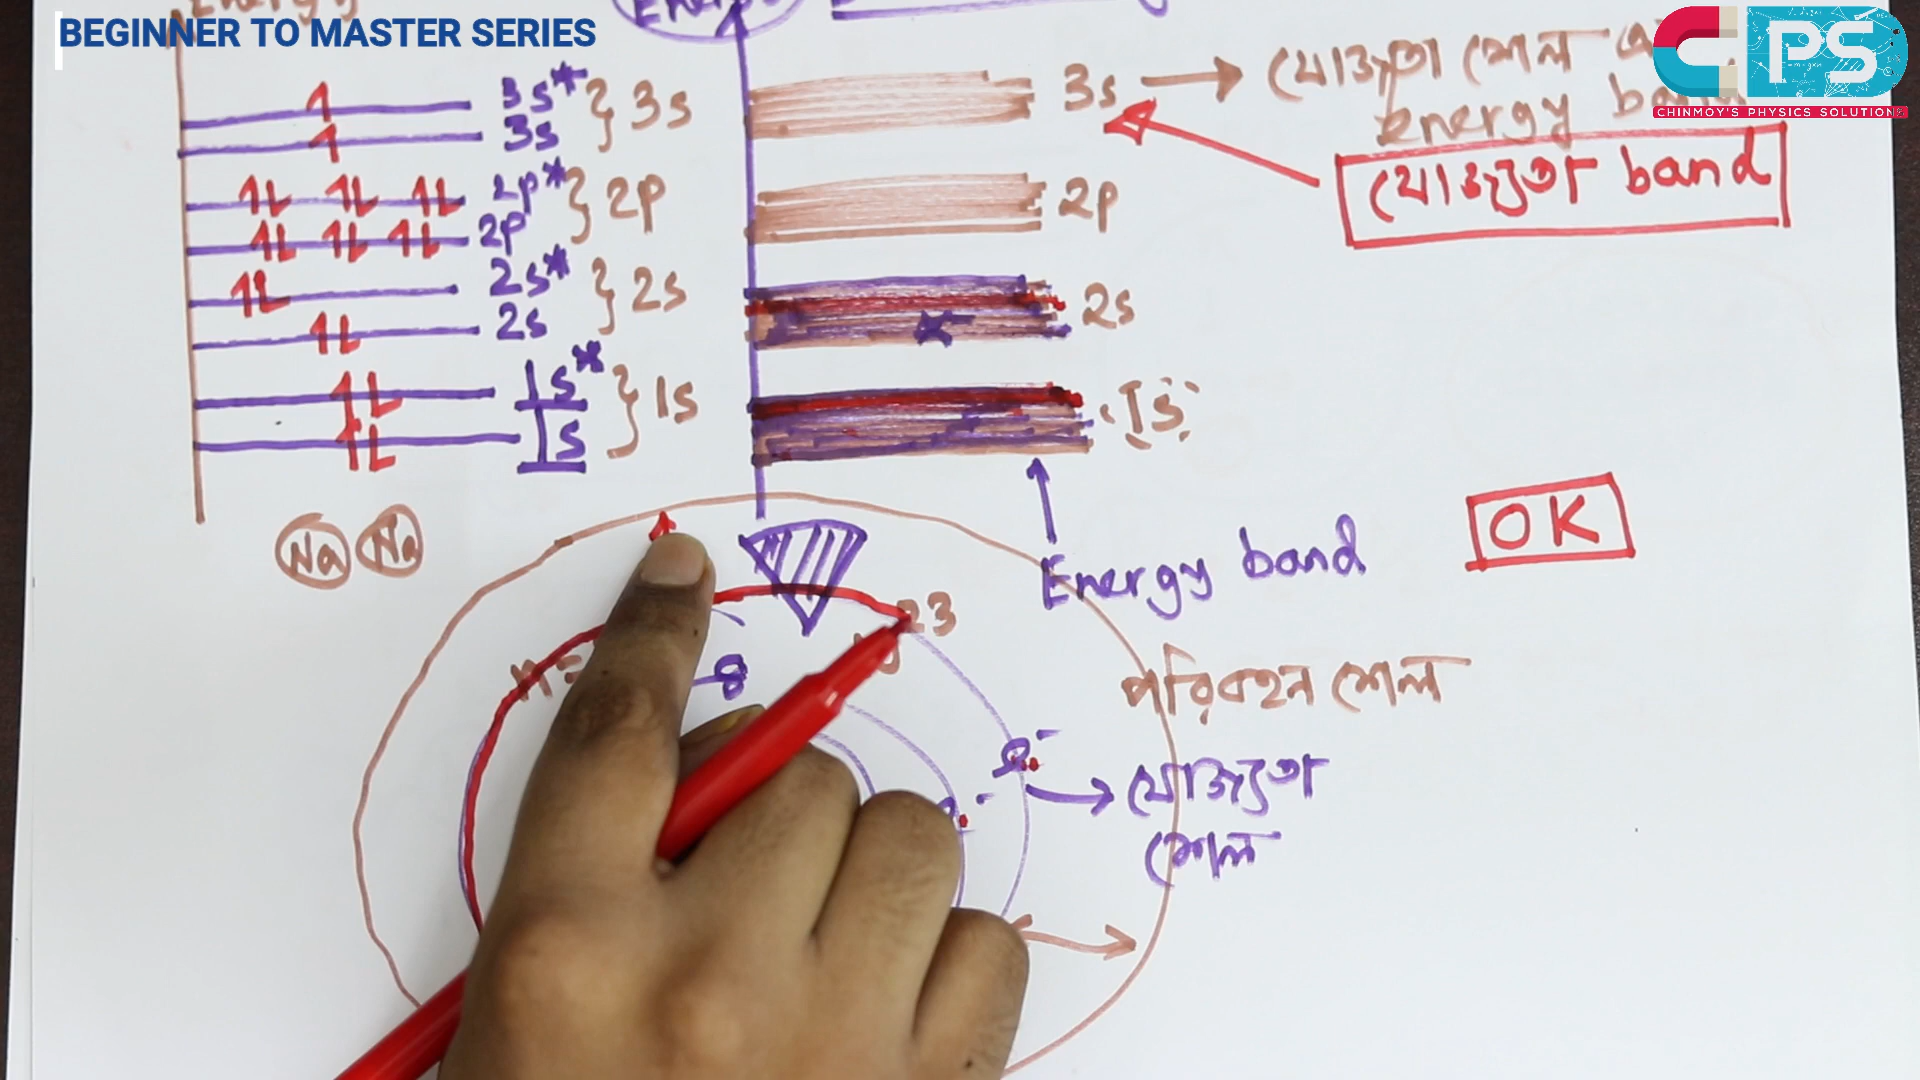 BEGINNER TO MASTER SERIES
CPS
CHINMOY'S PHYSICS SOLUTION
3s*
3s
} 3s
2p*
2p
} 2p
2s*
2s
} 2s
1s*
1s
} 1s
3s → যোজ্যতা শেল
energy band
যোজ্যতা band
2p
2s
1s
Na Na
Energy band
OK
23
n=
8
পরিবহন শেল
e-
যোজ্যতা
শেল